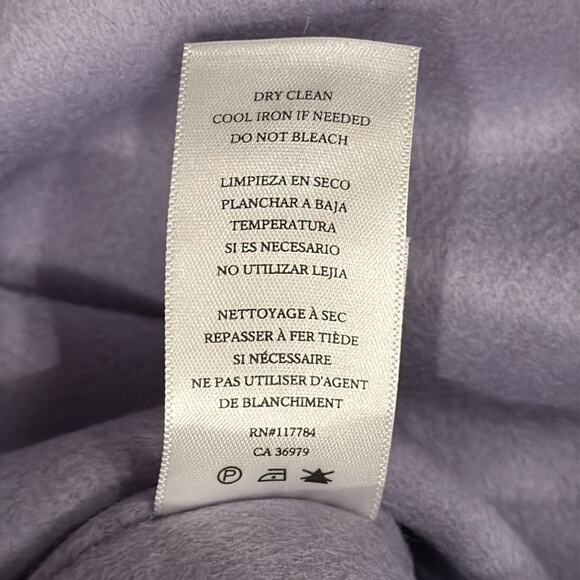 DRY CLEAN
COOL IRON IF NEEDED
DO NOT BLEACH
LIMPIEZA EN SECO
PLANCHAR A BAJA
TEMPERATURA
SI ES NECESARIO
NO UTILIZAR LEJIA
NETTOYAGE À SEC
REPASSER À FER TIÈDE
SI NÉCESSAIRE
NE PAS UTILISER D'AGENT
DE BLANCHIMENT
RN#117784
CA 36979
P